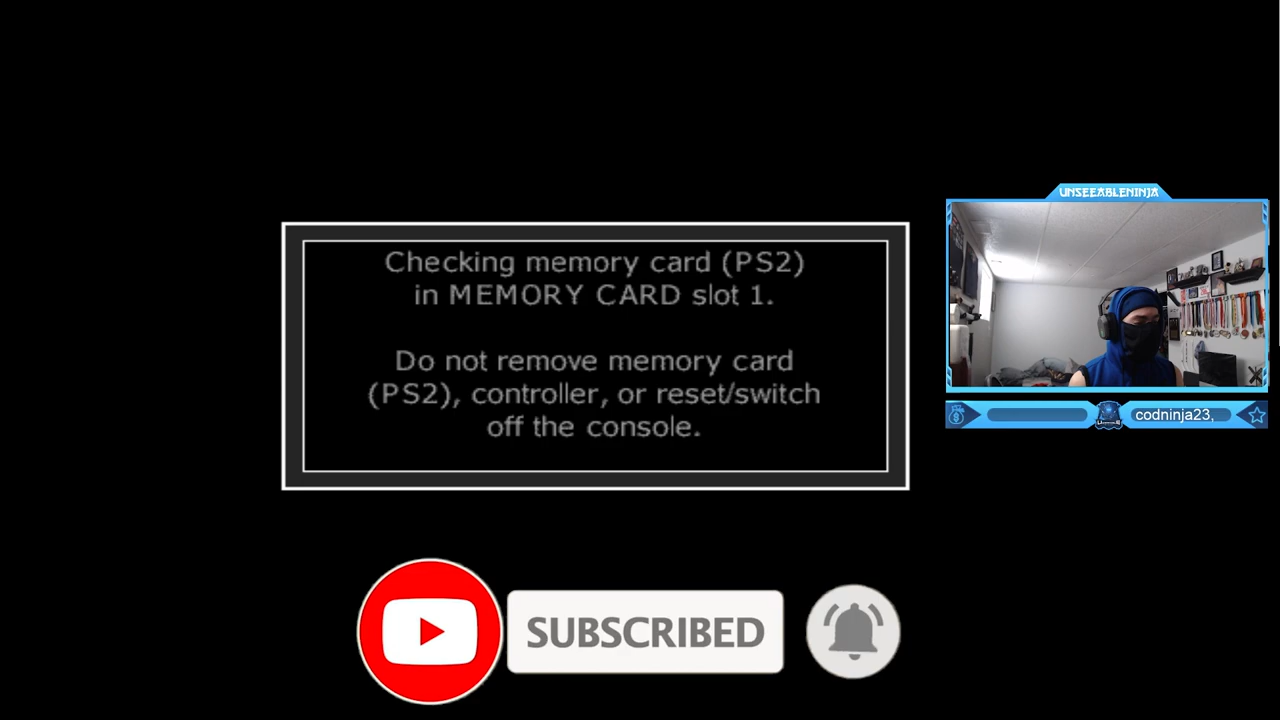 UNSEEABLENINJA
Checking memory card (PS2)
in MEMORY CARD slot 1.
Do not remove memory card
(PS2), controller, or reset/switch
off the console.
codninja23,
SUBSCRIBED